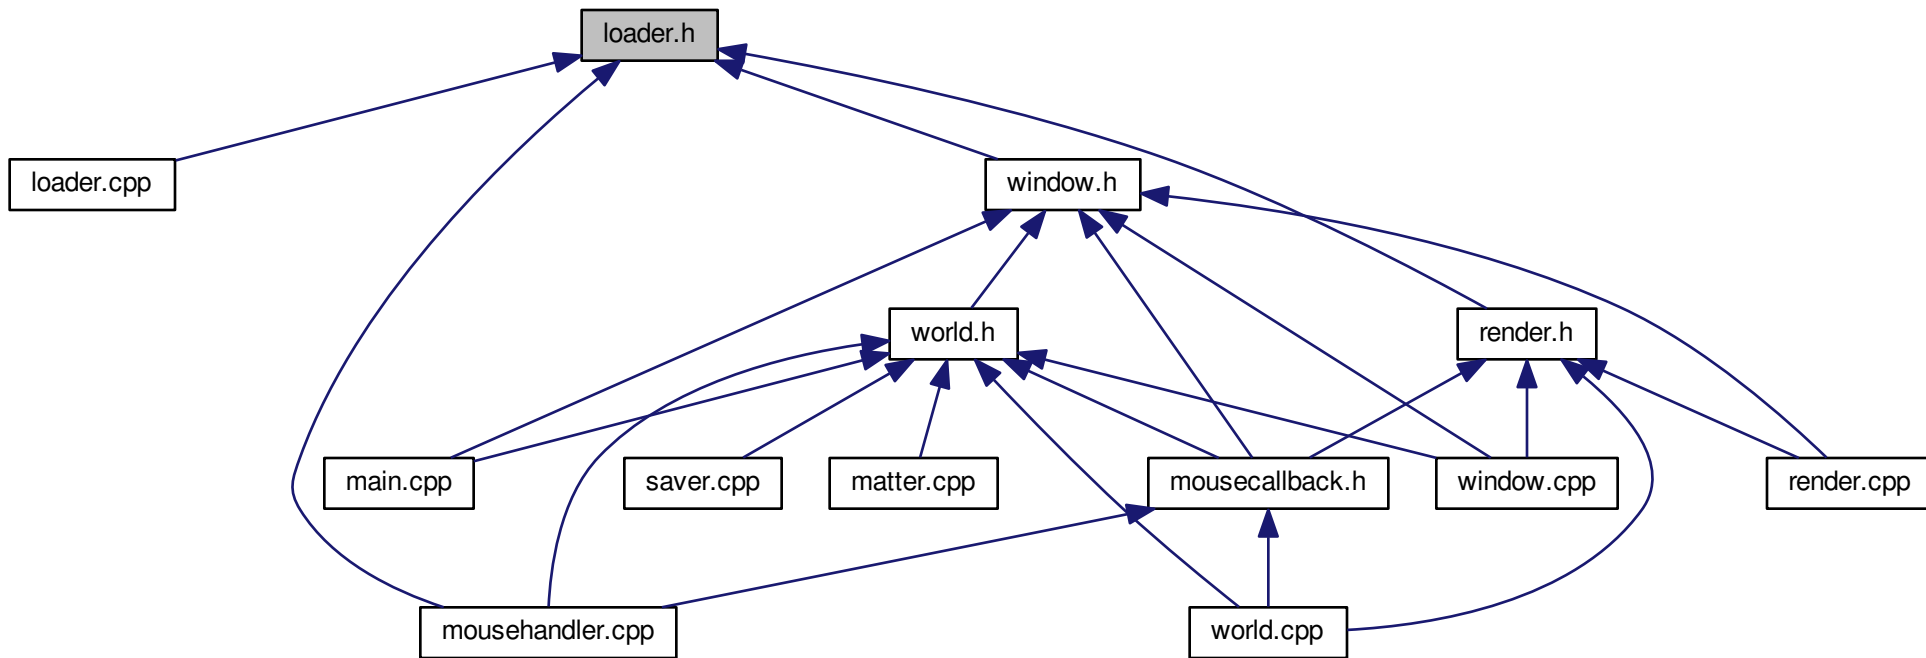 loader.h
loader.cpp
window.h
world.h
render.h
main.cpp
saver.cpp
matter.cpp
mousecallback.h
window.cpp
render.cpp
mousehandler.cpp
world.cpp